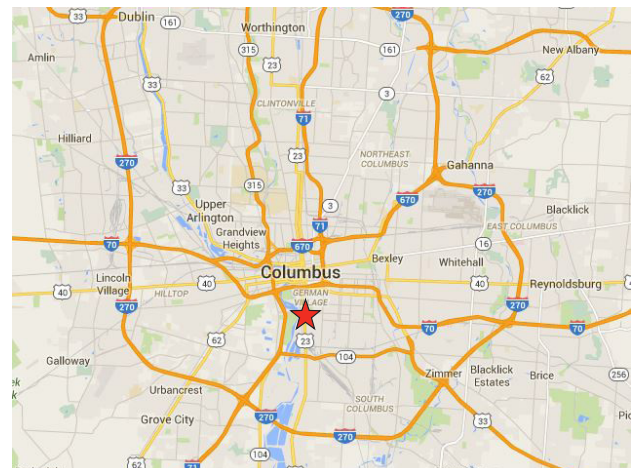 33
Dublin
161
Worthington
270
270
Amlin
315
23
161
New Albany
33
62
3
CLINTONVILLE
71
Hilliard
23
NORTHEAST
COLUMBUS
270
Gahanna
33
315
270
Upper
Arlington
3
670
Blacklick
Grandview
Heights
71
EAST COLUMBUS
70
670
Bexley
16
Whitehall
Columbus
Lincoln
Village
40
HILLTOP
40
GERMAN
VILLAGE
40
Reynoldsburg
40
270
270
70
70
62
23
Galloway
104
Zimmer
Blacklick
Estates
Brice
256
Urbancrest
SOUTH
COLUMBUS
Grove City
270
33
270
62
104
71